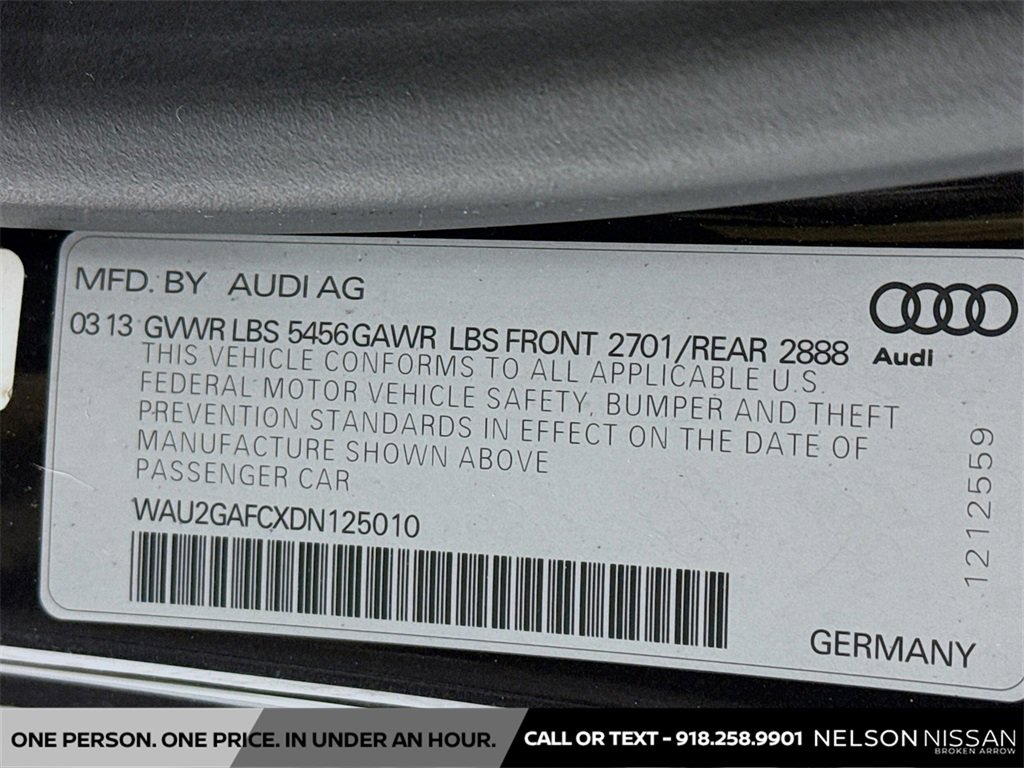 MFD. BY AUDI AG
03 13 GVWR LBS 5456 GAWR LBS FRONT 2701/REAR 2888
Audi
THIS VEHICLE CONFORMS TO ALL APPLICABLE U.S.
FEDERAL MOTOR VEHICLE SAFETY, BUMPER AND THEFT
PREVENTION STANDARDS IN EFFECT ON THE DATE OF
MANUFACTURE SHOWN ABOVE
PASSENGER CAR
WAU2GAFCXDN125010
1212559
GERMANY
ONE PERSON. ONE PRICE. IN UNDER AN HOUR.
CALL OR TEXT - 918.258.9901
NELSON NISSAN
BROKEN ARROW